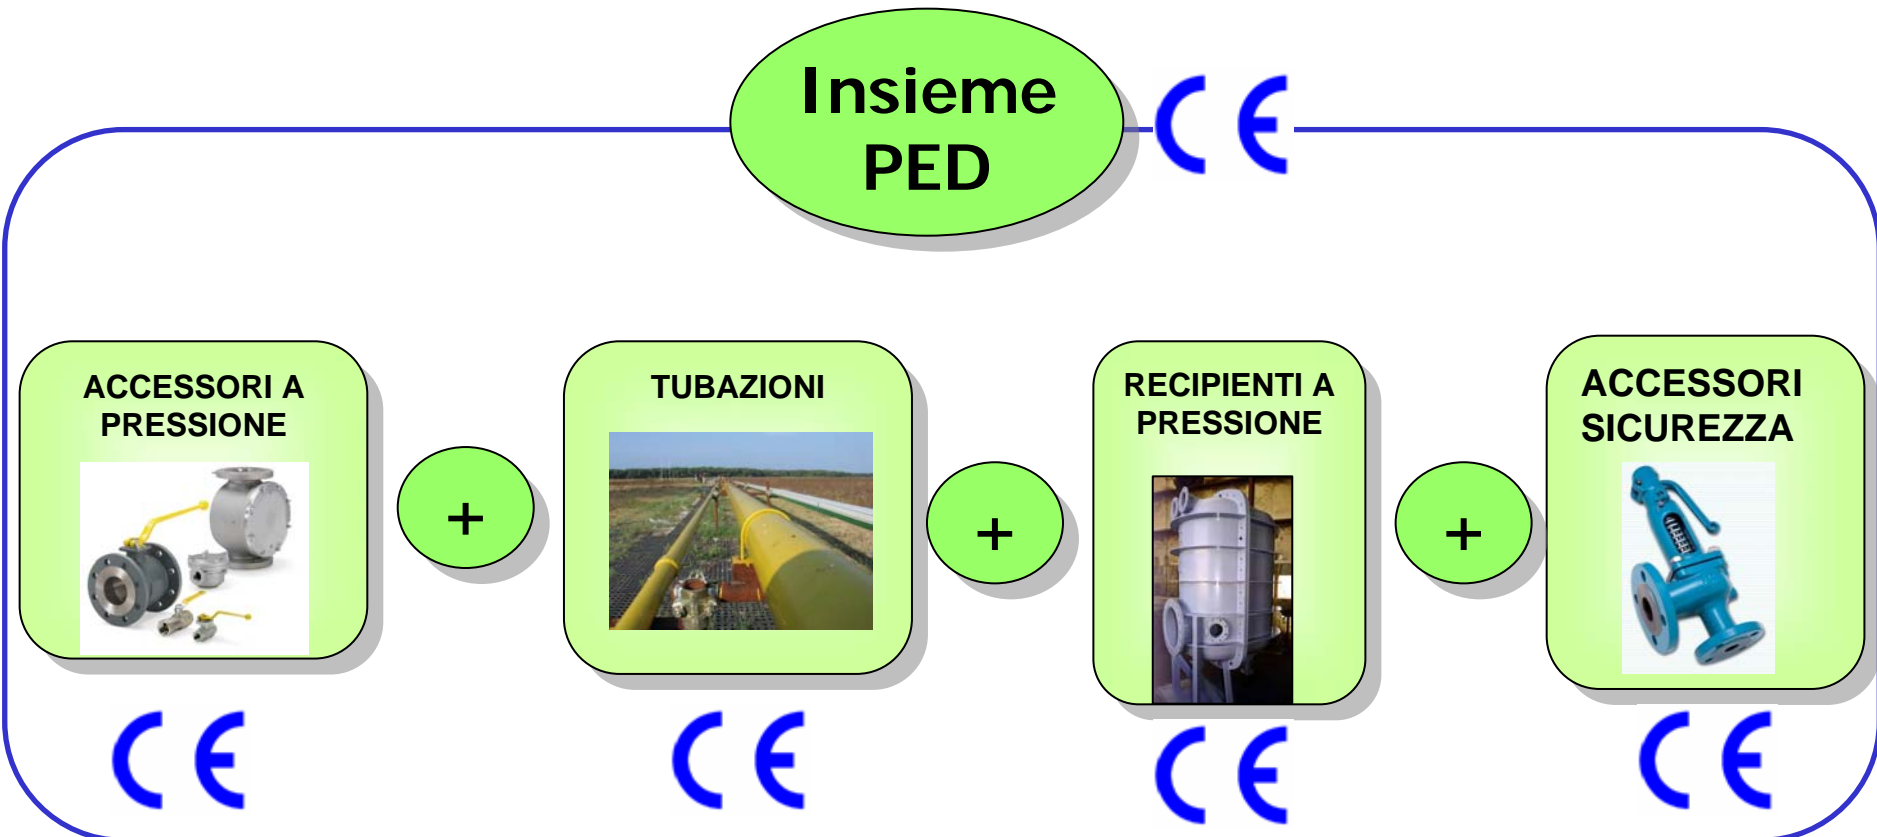 Insieme
PED
CE
ACCESSORI A
PRESSIONE
TUBAZIONI
RECIPIENTI A
PRESSIONE
ACCESSORI
SICUREZZA
+
+
+
CE
CE
CE
CE